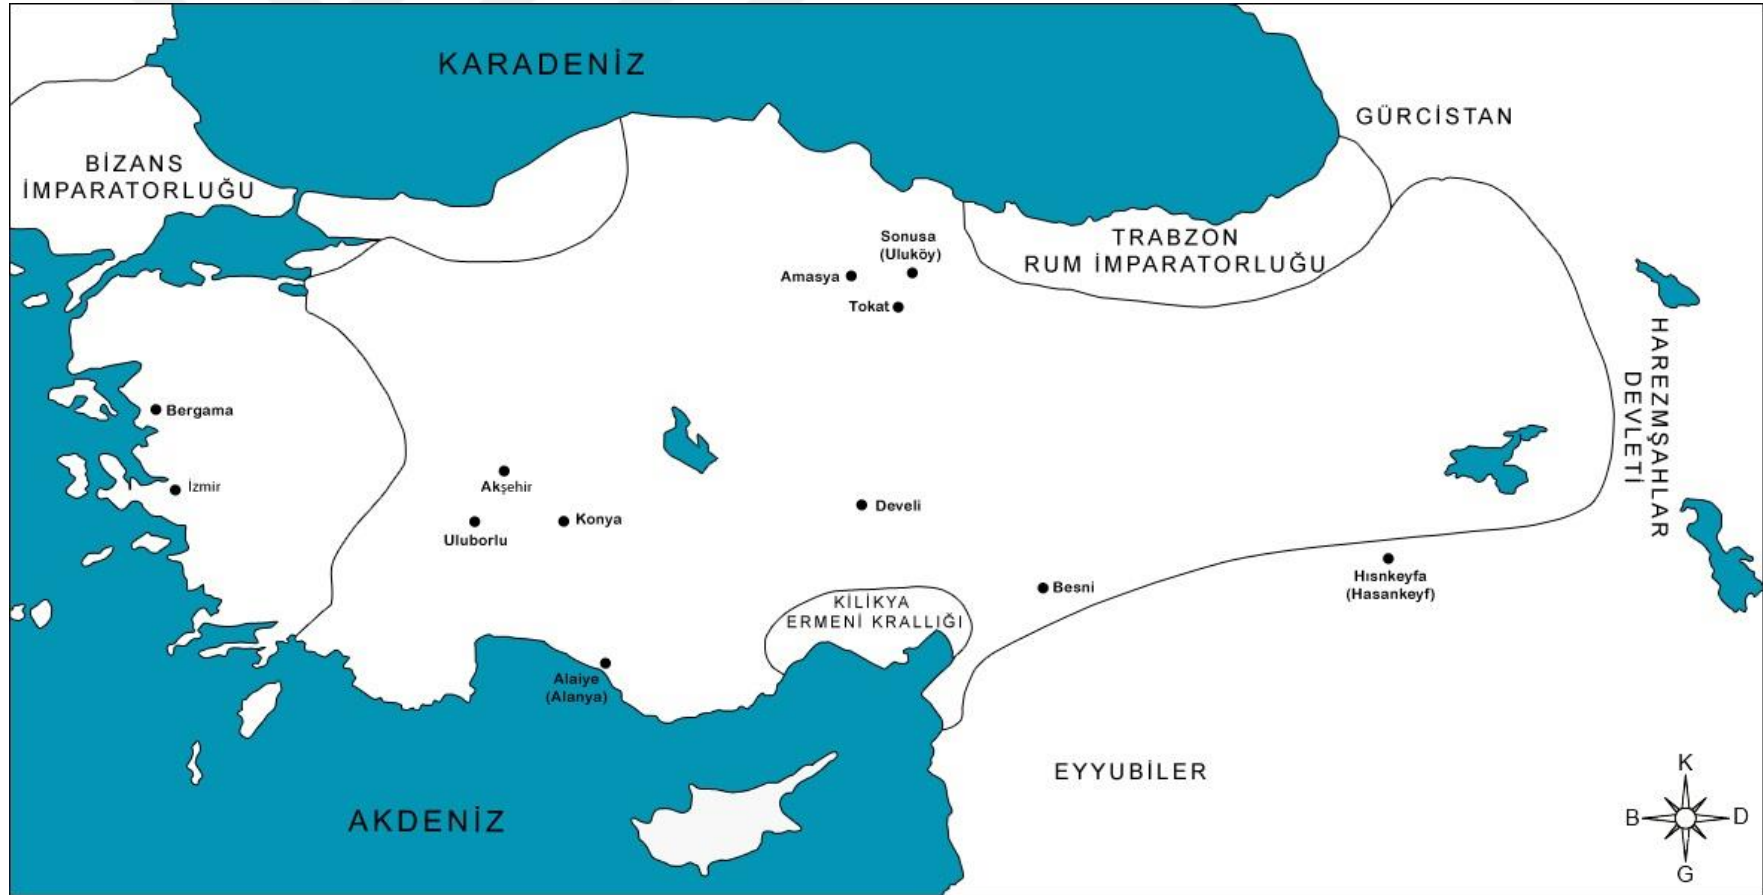 KARADENİZ
GÜRCİSTAN
BİZANS
İMPARATORLUĞU
TRABZON
RUM İMPARATORLUĞU
Sonusa
(Uluköy)
Amasya
Tokat
HAREZMŞAHLAR
DEVLETİ
Bergama
İzmir
Akşehir
Uluborlu
Konya
Develi
Besni
Hısnkeyfa
(Hasankeyf)
KİLİKYA
ERMENİ KRALLIĞI
Alaiye
(Alanya)
EYYUBİLER
AKDENİZ
K
B
D
G